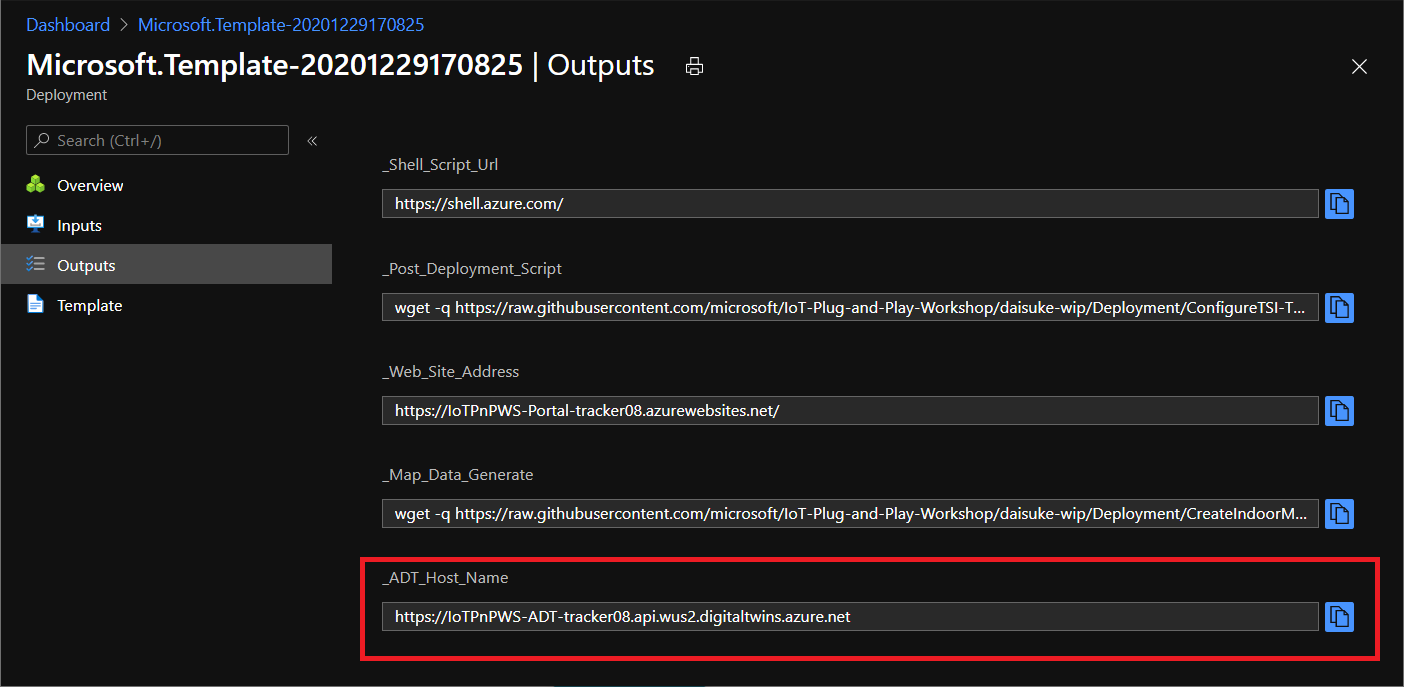 Dashboard > Microsoft.Template-20201229170825
Microsoft.Template-20201229170825 | Outputs
Deployment
Search (Ctrl+/)
«
Overview
Inputs
Outputs
Template
_Shell_Script_Url
https://shell.azure.com/
_Post_Deployment_Script
wget -q https://raw.githubusercontent.com/microsoft/IoT-Plug-and-Play-Workshop/daisuke-wip/Deployment/ConfigureTSI-T...
_Web_Site_Address
https://IoTPnPWS-Portal-tracker08.azurewebsites.net/
_Map_Data_Generate
wget -q https://raw.githubusercontent.com/microsoft/IoT-Plug-and-Play-Workshop/daisuke-wip/Deployment/CreateIndoorM...
_ADT_Host_Name
https://IoTPnPWS-ADT-tracker08.api.wus2.digitaltwins.azure.net